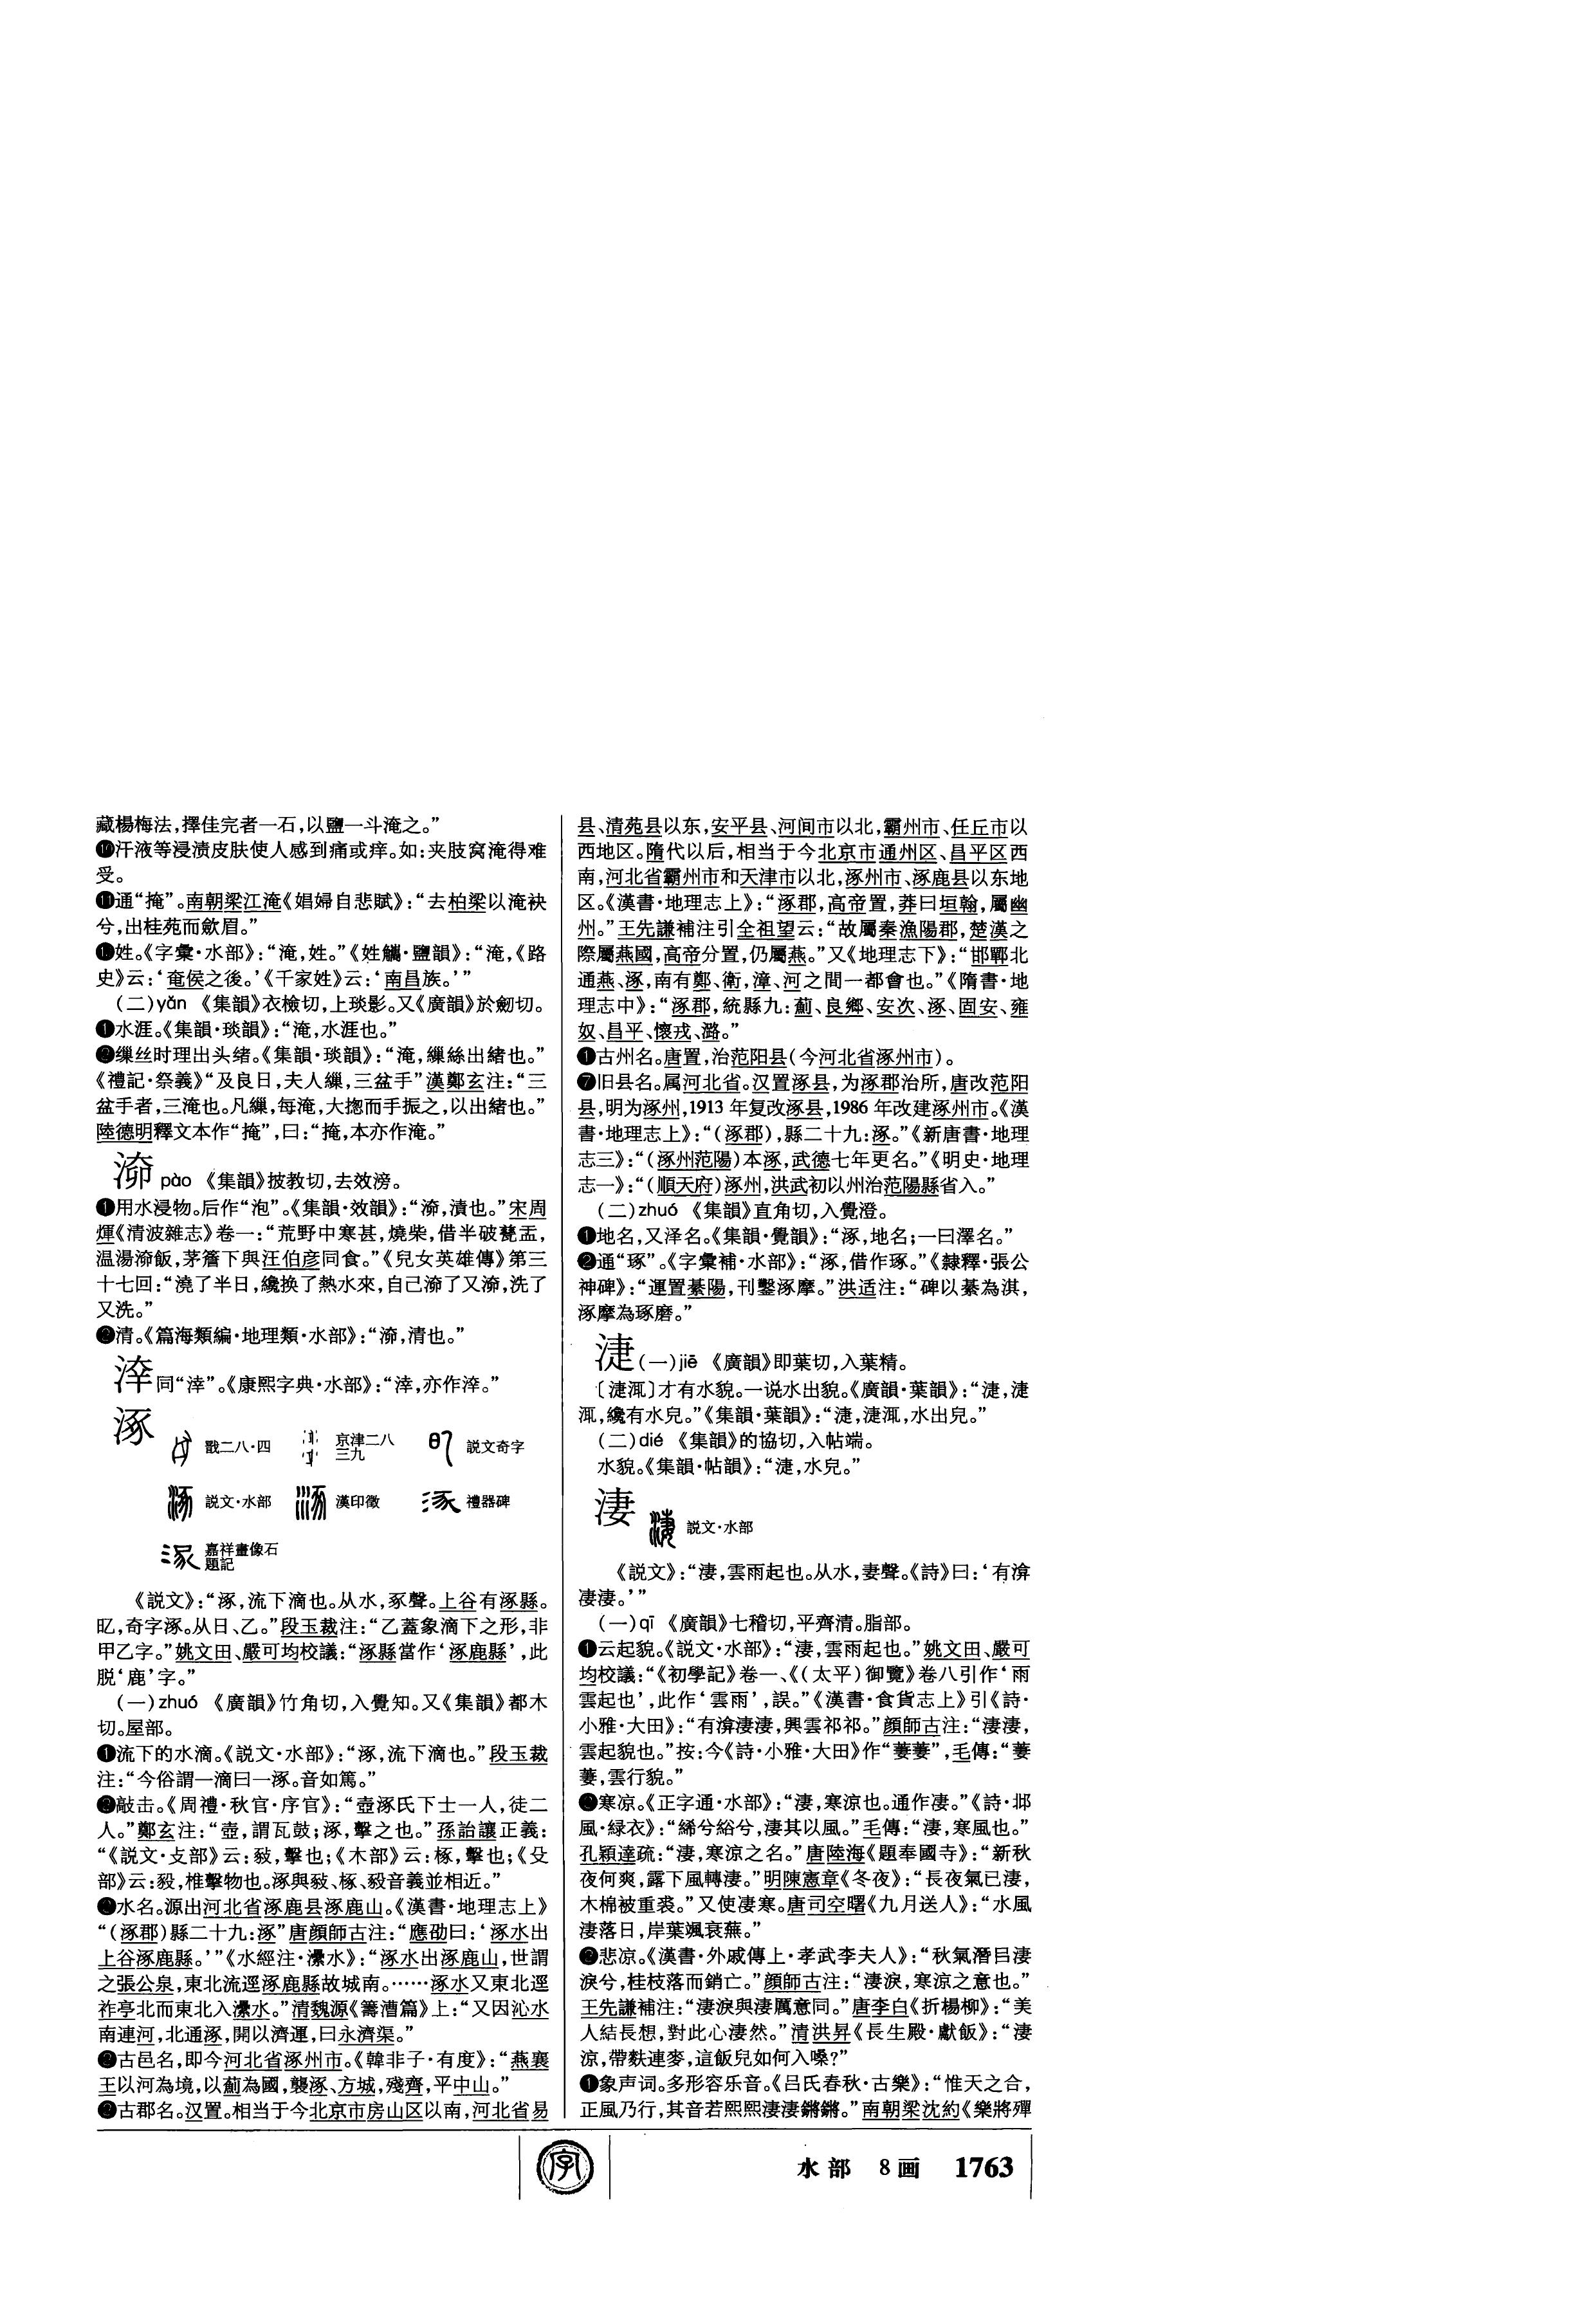 藏楊梅法,擇佳完者一石,以鹽一斗淹之。”
❿汗液等浸渍皮肤使人感到痛或痒。如:夹肢窝淹得难
受。
⓫通“掩”。南朝梁江淹《娼婦自悲賦》:“去柏梁以淹袂
兮,出桂苑而斂眉。”
姓。《字彙·水部》:“淹,姓。”《姓觿·鹽韻》:“淹,《路
史》云:‘奄侯之後。’《千家姓》云:‘南昌族。’”
(二)yǎn 《集韻》衣檢切,上琰影。又《廣韻》於劒切。
❶水涯。《集韻·琰韻》:“淹,水涯也。”
❷缫丝时理出头绪。《集韻·琰韻》:“淹,繅絲出緒也。”
《禮記·祭義》“及良日,夫人繅,三盆手”漢鄭玄注:“三
盆手者,三淹也。凡繅,每淹,大揔而手振之,以出緒也。”
陸德明釋文本作“掩”,曰:“掩,本亦作淹。”
㴋 pào 《集韻》披教切,去效滂。
❶用水浸物。后作“泡”。《集韻·效韻》:“㴋,漬也。”宋周
煇《清波雜志》卷一:“荒野中寒甚,燒柴,借半破甆盂,
温湯㴋飯,茅簷下與汪伯彦同食。”《兒女英雄傳》第三
十七回:“澆了半日,纔换了熱水來,自己㴋了又㴋,洗了
又洗。”
❷清。《篇海類編·地理類·水部》:“㴋,清也。”
涬同“涬”。《康熙字典·水部》:“涬,亦作涬。”
涿
戬二八·四 京津二八三九 説文奇字
説文·水部 漢印徵 禮器碑
嘉祥畫像石題記
《説文》:“涿,流下滴也。从水,豖聲。上谷有涿縣。
𣅀,奇字涿。从日、乙。”段玉裁注:“乙蓋象滴下之形,非
甲乙字。”姚文田、嚴可均校議:“涿縣當作‘涿鹿縣’,此
脱‘鹿’字。”
(一)zhuó 《廣韻》竹角切,入覺知。又《集韻》都木
切。屋部。
❶流下的水滴。《説文·水部》:“涿,流下滴也。”段玉裁
注:“今俗謂一滴曰一涿。音如篤。”
❷敲击。《周禮·秋官·序官》:“壺涿氏下士一人,徒二
人。”鄭玄注:“壺,謂瓦鼓;涿,擊之也。”孫詒讓正義:
“《説文·攴部》云:㪬,擊也;《木部》云:椓,擊也;《殳
部》云:毅,椎擊物也。涿與㪬、椓、毅音義並相近。”
水名。源出河北省涿鹿县涿鹿山。《漢書·地理志上》
“(涿郡)縣二十九:涿”唐顔師古注:“應劭曰:‘涿水出
上谷涿鹿縣。’”《水經注·㶟水》:“涿水出涿鹿山,世謂
之張公泉,東北流逕涿鹿縣故城南。……涿水又東北逕
祚亭北而東北入㶟水。”清魏源《籌漕篇》上:“又因沁水
南連河,北通涿,開以濟運,曰永濟渠。”
古邑名,即今河北省涿州市。《韓非子·有度》:“燕襄
王以河為境,以薊為國,襲涿、方城,殘齊,平中山。”
古郡名。汉置。相当于今北京市房山区以南,河北省易
县、清苑县以东,安平县、河间市以北,霸州市、任丘市以
西地区。隋代以后,相当于今北京市通州区、昌平区西
南,河北省霸州市和天津市以北,涿州市、涿鹿县以东地
区。《漢書·地理志上》:“涿郡,高帝置,莽曰垣翰,屬幽
州。”王先謙補注引全祖望云:“故屬秦漁陽郡,楚漢之
際屬燕國,高帝分置,仍屬燕。”又《地理志下》:“邯鄲北
通燕、涿,南有鄭、衛,漳、河之間一都會也。”《隋書·地
理志中》:“涿郡,統縣九:薊、良鄉、安次、涿、固安、雍
奴、昌平、懷戎、潞。”
古州名。唐置,治范阳县(今河北省涿州市)。
❼旧县名。属河北省。汉置涿县,为涿郡治所,唐改范阳
县,明为涿州,1913 年复改涿县,1986 年改建涿州市。《漢
書·地理志上》:“(涿郡),縣二十九:涿。”《新唐書·地理
志三》:“(涿州范陽)本涿,武德七年更名。”《明史·地理
志一》:“(順天府)涿州,洪武初以州治范陽縣省入。”
(二)zhuó 《集韻》直角切,入覺澄。
❶地名,又泽名。《集韻·覺韻》:“涿,地名;一曰澤名。”
❷通“琢”。《字彙補·水部》:“涿,借作琢。”《隸釋·張公
神碑》:“運置綦陽,刊鑿涿摩。”洪适注:“碑以綦為淇,
涿摩為琢磨。”
㴉(一)jiē 《廣韻》即葉切,入葉精。
〔㴉㴪〕才有水貌。一说水出貌。《廣韻·葉韻》:“㴉,㴉
㴪,纔有水皃。”《集韻·葉韻》:“㴉,㴉㴪,水出皃。”
(二)dié 《集韻》的協切,入帖端。
水貌。《集韻·帖韻》:“㴉,水皃。”
淒
説文·水部
《説文》:“淒,雲雨起也。从水,妻聲。《詩》曰:‘有渰
淒淒。’”
(一)qī 《廣韻》七稽切,平齊清。脂部。
❶云起貌。《説文·水部》:“淒,雲雨起也。”姚文田、嚴可
均校議:“《初學記》卷一、《(太平)御覽》卷八引作‘雨
雲起也’,此作‘雲雨’,誤。”《漢書·食貨志上》引《詩·
小雅·大田》:“有渰淒淒,興雲祁祁。”顔師古注:“淒淒,
雲起貌也。”按:今《詩·小雅·大田》作“萋萋”,毛傳:“萋
萋,雲行貌。”
❷寒凉。《正字通·水部》:“淒,寒涼也。通作凄。”《詩·邶
風·緑衣》:“絺兮綌兮,淒其以風。”毛傳:“淒,寒風也。”
孔穎達疏:“淒,寒涼之名。”唐陸海《題奉國寺》:“新秋
夜何爽,露下風轉淒。”明陳憲章《冬夜》:“長夜氣已淒,
木棉被重裘。”又使淒寒。唐司空曙《九月送人》:“水風
淒落日,岸葉颯衰蕪。”
悲凉。《漢書·外戚傳上·孝武李夫人》:“秋氣潛㠯淒
淚兮,桂枝落而銷亡。”顔師古注:“淒淚,寒涼之意也。”
王先謙補注:“淒淚與淒厲意同。”唐李白《折楊柳》:“美
人結長想,對此心淒然。”清洪昇《長生殿·獻飯》:“淒
涼,帶麩連麥,這飯兒如何入嗓?”
象声词。多形容乐音。《吕氏春秋·古樂》:“惟天之合,
正風乃行,其音若熙熙淒淒鏘鏘。”南朝梁沈約《樂將殫
字
水部 8画 1763